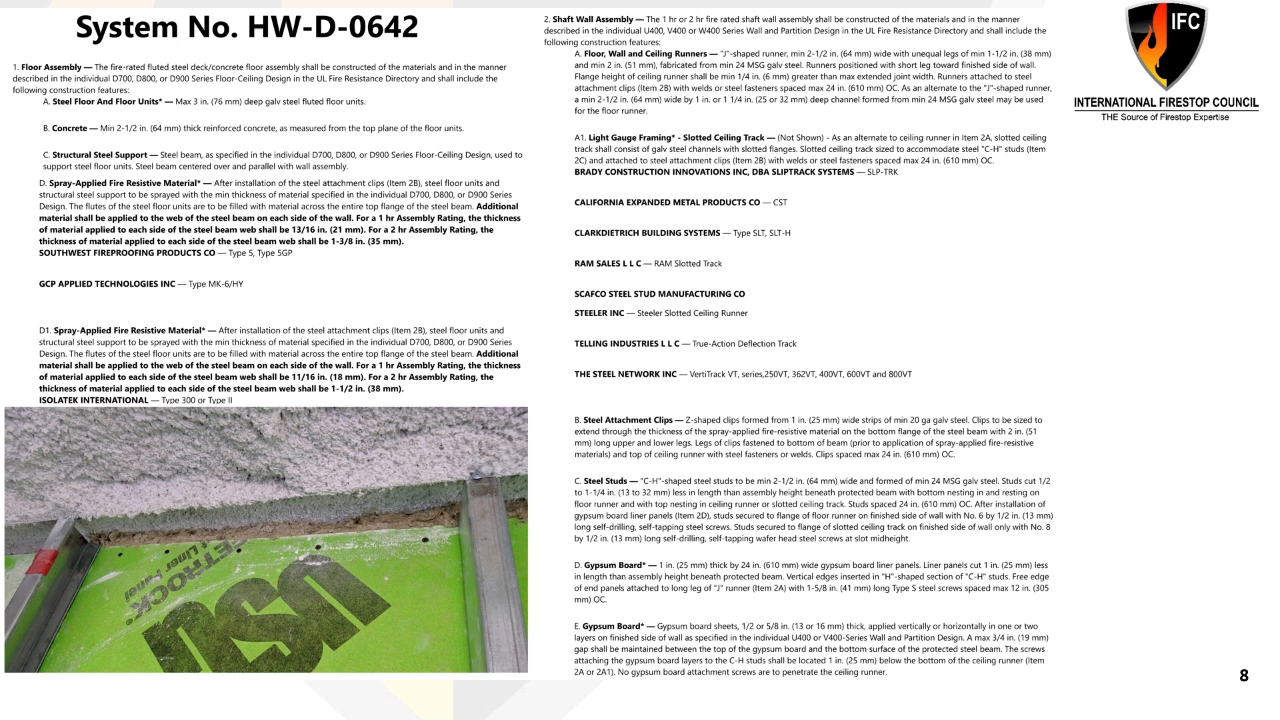 System No. HW-D-0642
1. Floor Assembly — The fire-rated fluted steel deck/concrete floor assembly shall be constructed of the materials and in the manner
described in the individual D700, D800, or D900 Series Floor-Ceiling Design in the UL Fire Resistance Directory and shall include the
following construction features:
A. Steel Floor And Floor Units* — Max 3 in. (76 mm) deep galv steel fluted floor units.
B. Concrete — Min 2-1/2 in. (64 mm) thick reinforced concrete, as measured from the top plane of the floor units.
C. Structural Steel Support — Steel beam, as specified in the individual D700, D800, or D900 Series Floor-Ceiling Design, used to
support steel floor units. Steel beam centered over and parallel with wall assembly.
D. Spray-Applied Fire Resistive Material* — After installation of the steel attachment clips (Item 2B), steel floor units and
structural steel support to be sprayed with the min thickness of material specified in the individual D700, D800, or D900 Series
Design. The flutes of the steel floor units are to be filled with material across the entire top flange of the steel beam. Additional
material shall be applied to the web of the steel beam on each side of the wall. For a 1 hr Assembly Rating, the thickness
of material applied to each side of the steel beam web shall be 13/16 in. (21 mm). For a 2 hr Assembly Rating, the
thickness of material applied to each side of the steel beam web shall be 1-3/8 in. (35 mm).
SOUTHWEST FIREPROOFING PRODUCTS CO — Type 5, Type 5GP
GCP APPLIED TECHNOLOGIES INC — Type MK-6/HY
D1. Spray-Applied Fire Resistive Material* — After installation of the steel attachment clips (Item 2B), steel floor units and
structural steel support to be sprayed with the min thickness of material specified in the individual D700, D800, or D900 Series
Design. The flutes of the steel floor units are to be filled with material across the entire top flange of the steel beam. Additional
material shall be applied to the web of the steel beam on each side of the wall. For a 1 hr Assembly Rating, the thickness
of material applied to each side of the steel beam web shall be 11/16 in. (18 mm). For a 2 hr Assembly Rating, the
thickness of material applied to each side of the steel beam web shall be 1-1/2 in. (38 mm).
ISOLATEK INTERNATIONAL — Type 300 or Type II
Liner Panel
USG
2. Shaft Wall Assembly — The 1 hr or 2 hr fire rated shaft wall assembly shall be constructed of the materials and in the manner
described in the individual U400, V400 or W400 Series Wall and Partition Design in the UL Fire Resistance Directory and shall include the
following construction features:
A. Floor, Wall and Ceiling Runners — "J"-shaped runner, min 2-1/2 in. (64 mm) wide with unequal legs of min 1-1/2 in. (38 mm)
and min 2 in. (51 mm), fabricated from min 24 MSG galv steel. Runners positioned with short leg toward finished side of wall.
Flange height of ceiling runner shall be min 1/4 in. (6 mm) greater than max extended joint width. Runners attached to steel
attachment clips (Item 2B) with welds or steel fasteners spaced max 24 in. (610 mm) OC. As an alternate to the "J"-shaped runner,
a min 2-1/2 in. (64 mm) wide by 1 in. or 1 1/4 in. (25 or 32 mm) deep channel formed from min 24 MSG galv steel may be used
for the floor runner.
A1. Light Gauge Framing* - Slotted Ceiling Track — (Not Shown) - As an alternate to ceiling runner in Item 2A, slotted ceiling
track shall consist of galv steel channels with slotted flanges. Slotted ceiling track sized to accommodate steel "C-H" studs (Item
2C) and attached to steel attachment clips (Item 2B) with welds or steel fasteners spaced max 24 in. (610 mm) OC.
BRADY CONSTRUCTION INNOVATIONS INC, DBA SLIPTRACK SYSTEMS — SLP-TRK
CALIFORNIA EXPANDED METAL PRODUCTS CO — CST
CLARKDIETRICH BUILDING SYSTEMS — Type SLT, SLT-H
RAM SALES L L C — RAM Slotted Track
SCAFCO STEEL STUD MANUFACTURING CO
STEELER INC — Steeler Slotted Ceiling Runner
TELLING INDUSTRIES L L C — True-Action Deflection Track
THE STEEL NETWORK INC — VertiTrack VT, series,250VT, 362VT, 400VT, 600VT and 800VT
B. Steel Attachment Clips — Z-shaped clips formed from 1 in. (25 mm) wide strips of min 20 ga galv steel. Clips to be sized to
extend through the thickness of the spray-applied fire-resistive material on the bottom flange of the steel beam with 2 in. (51
mm) long upper and lower legs. Legs of clips fastened to bottom of beam (prior to application of spray-applied fire-resistive
materials) and top of ceiling runner with steel fasteners or welds. Clips spaced max 24 in. (610 mm) OC.
C. Steel Studs — "C-H"-shaped steel studs to be min 2-1/2 in. (64 mm) wide and formed of min 24 MSG galv steel. Studs cut 1/2
to 1-1/4 in. (13 to 32 mm) less in length than assembly height beneath protected beam with bottom nesting in and resting on
floor runner and with top nesting in ceiling runner or slotted ceiling track. Studs spaced 24 in. (610 mm) OC. After installation of
gypsum board liner panels (Item 2D), studs secured to flange of floor runner on finished side of wall with No. 6 by 1/2 in. (13 mm)
long self-drilling, self-tapping steel screws. Studs secured to flange of slotted ceiling track on finished side of wall only with No. 8
by 1/2 in. (13 mm) long self-drilling, self-tapping wafer head steel screws at slot midheight.
D. Gypsum Board* — 1 in. (25 mm) thick by 24 in. (610 mm) wide gypsum board liner panels. Liner panels cut 1 in. (25 mm) less
in length than assembly height beneath protected beam. Vertical edges inserted in "H"-shaped section of "C-H" studs. Free edge
of end panels attached to long leg of "J" runner (Item 2A) with 1-5/8 in. (41 mm) long Type S steel screws spaced max 12 in. (305
mm) OC.
E. Gypsum Board* — Gypsum board sheets, 1/2 or 5/8 in. (13 or 16 mm) thick, applied vertically or horizontally in one or two
layers on finished side of wall as specified in the individual U400 or V400-Series Wall and Partition Design. A max 3/4 in. (19 mm)
gap shall be maintained between the top of the gypsum board and the bottom surface of the protected steel beam. The screws
attaching the gypsum board layers to the C-H studs shall be located 1 in. (25 mm) below the bottom of the ceiling runner (Item
2A or 2A1). No gypsum board attachment screws are to penetrate the ceiling runner.
IFC
INTERNATIONAL FIRESTOP COUNCIL
THE Source of Firestop Expertise
8